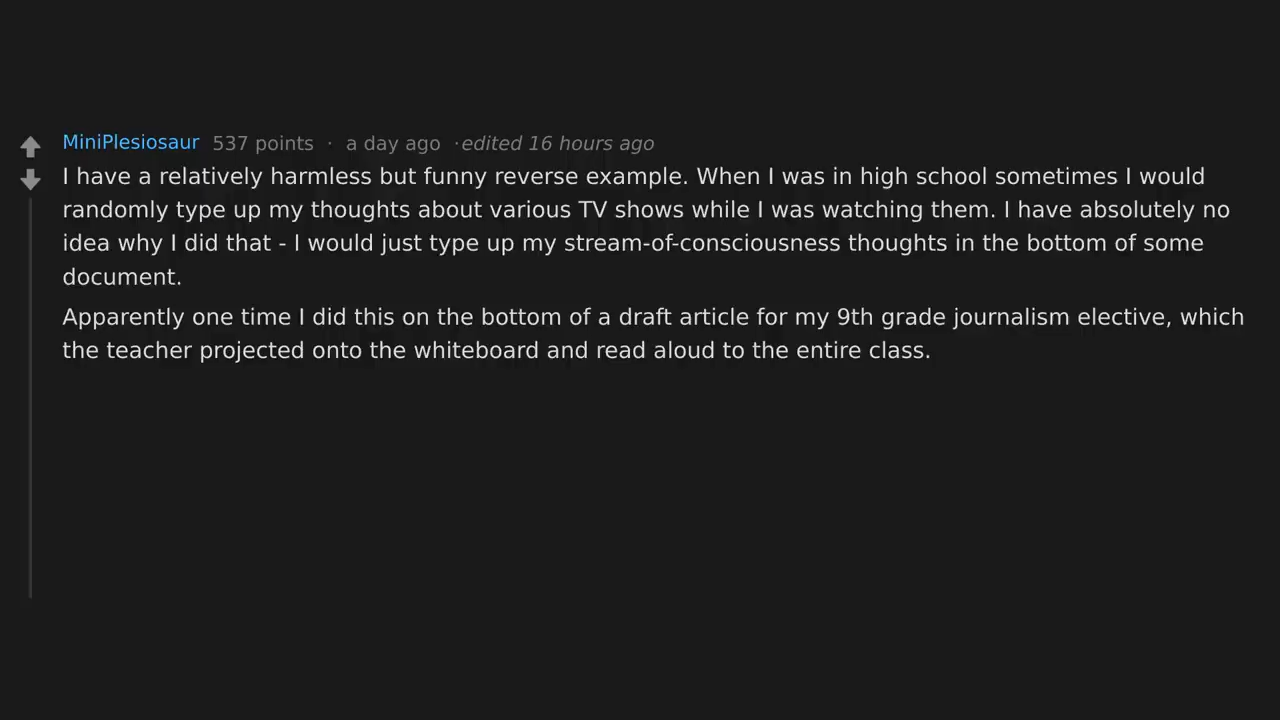 MiniPlesiosaur 537 points · a day ago ·edited 16 hours ago
I have a relatively harmless but funny reverse example. When I was in high school sometimes I would
randomly type up my thoughts about various TV shows while I was watching them. I have absolutely no
idea why I did that - I would just type up my stream-of-consciousness thoughts in the bottom of some
document.
Apparently one time I did this on the bottom of a draft article for my 9th grade journalism elective, which
the teacher projected onto the whiteboard and read aloud to the entire class.